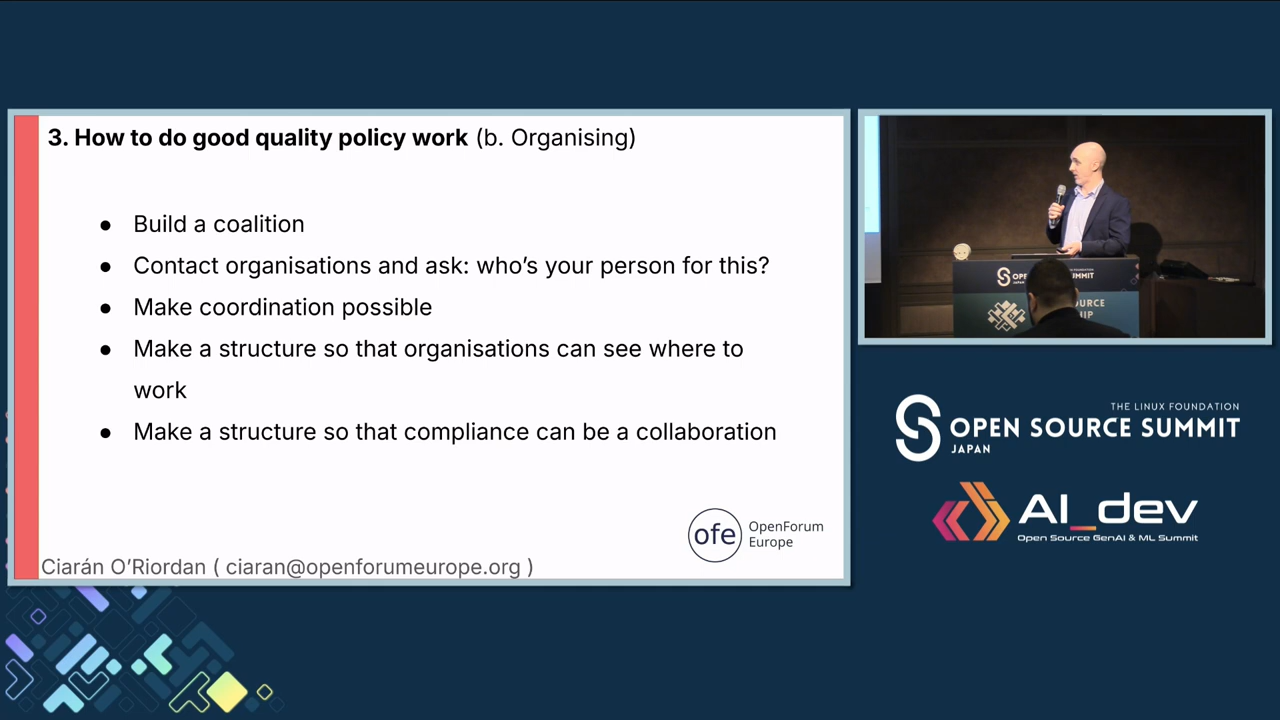 3. How to do good quality policy work (b. Organising)
● Build a coalition
● Contact organisations and ask: who's your person for this?
● Make coordination possible
● Make a structure so that organisations can see where to
work
● Make a structure so that compliance can be a collaboration
ofe OpenForum
Europe
Ciarán O'Riordan ( ciaran@openforumeurope.org )
THE LINUX FOUNDATION
OPEN SOURCE SUMMIT
JAPAN
AI_dev
Open Source GenAI & ML Summit